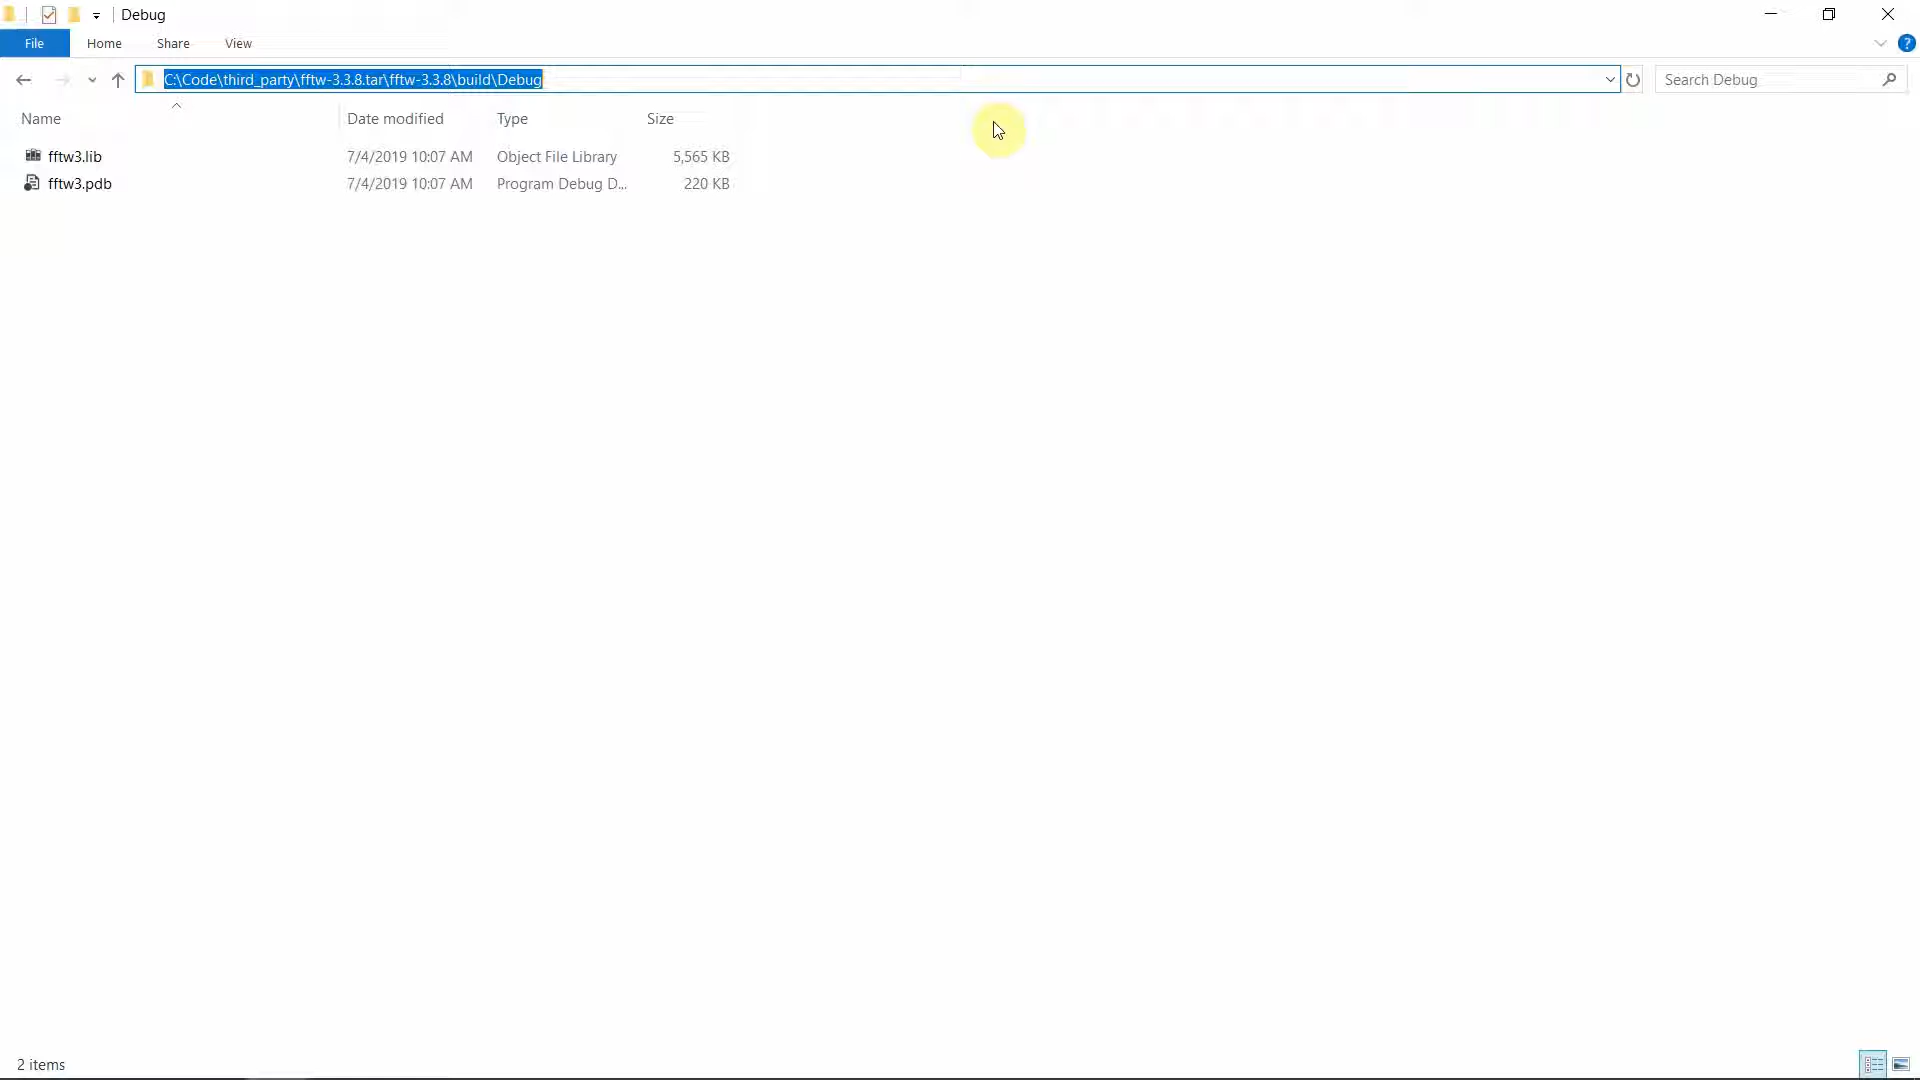 Debug
File Home Share View
C:\Code\third_party\fftw-3.3.8.tar\fftw-3.3.8\build\Debug
Search Debug
Name Date modified Type Size
fftw3.lib 7/4/2019 10:07 AM Object File Library 5,565 KB
fftw3.pdb 7/4/2019 10:07 AM Program Debug D... 220 KB
2 items